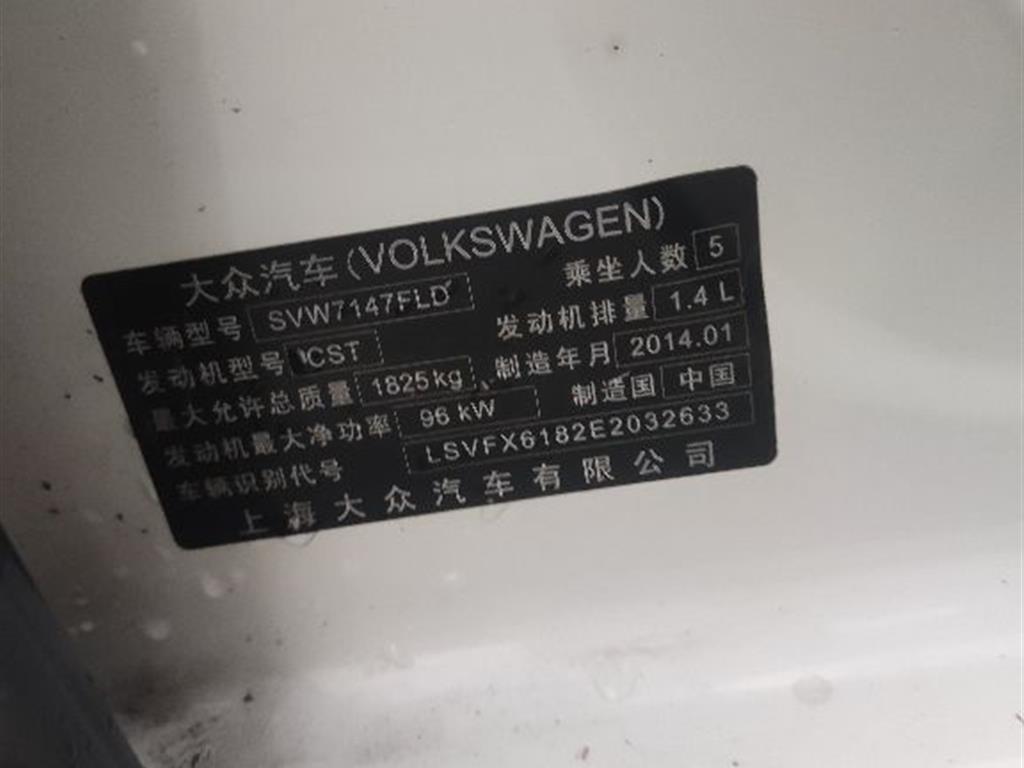 大众汽车(VOLKSWAGEN)
车辆型号 SVW7147FLD 乘坐人数 5
发动机型号 CST 发动机排量 1.4 L
最大允许总质量 1825kg 制造年月 2014.01
发动机最大净功率 96 kW 制造国 中国
车辆识别代号 LSVFX6182E2032633
上海大众汽车有限公司